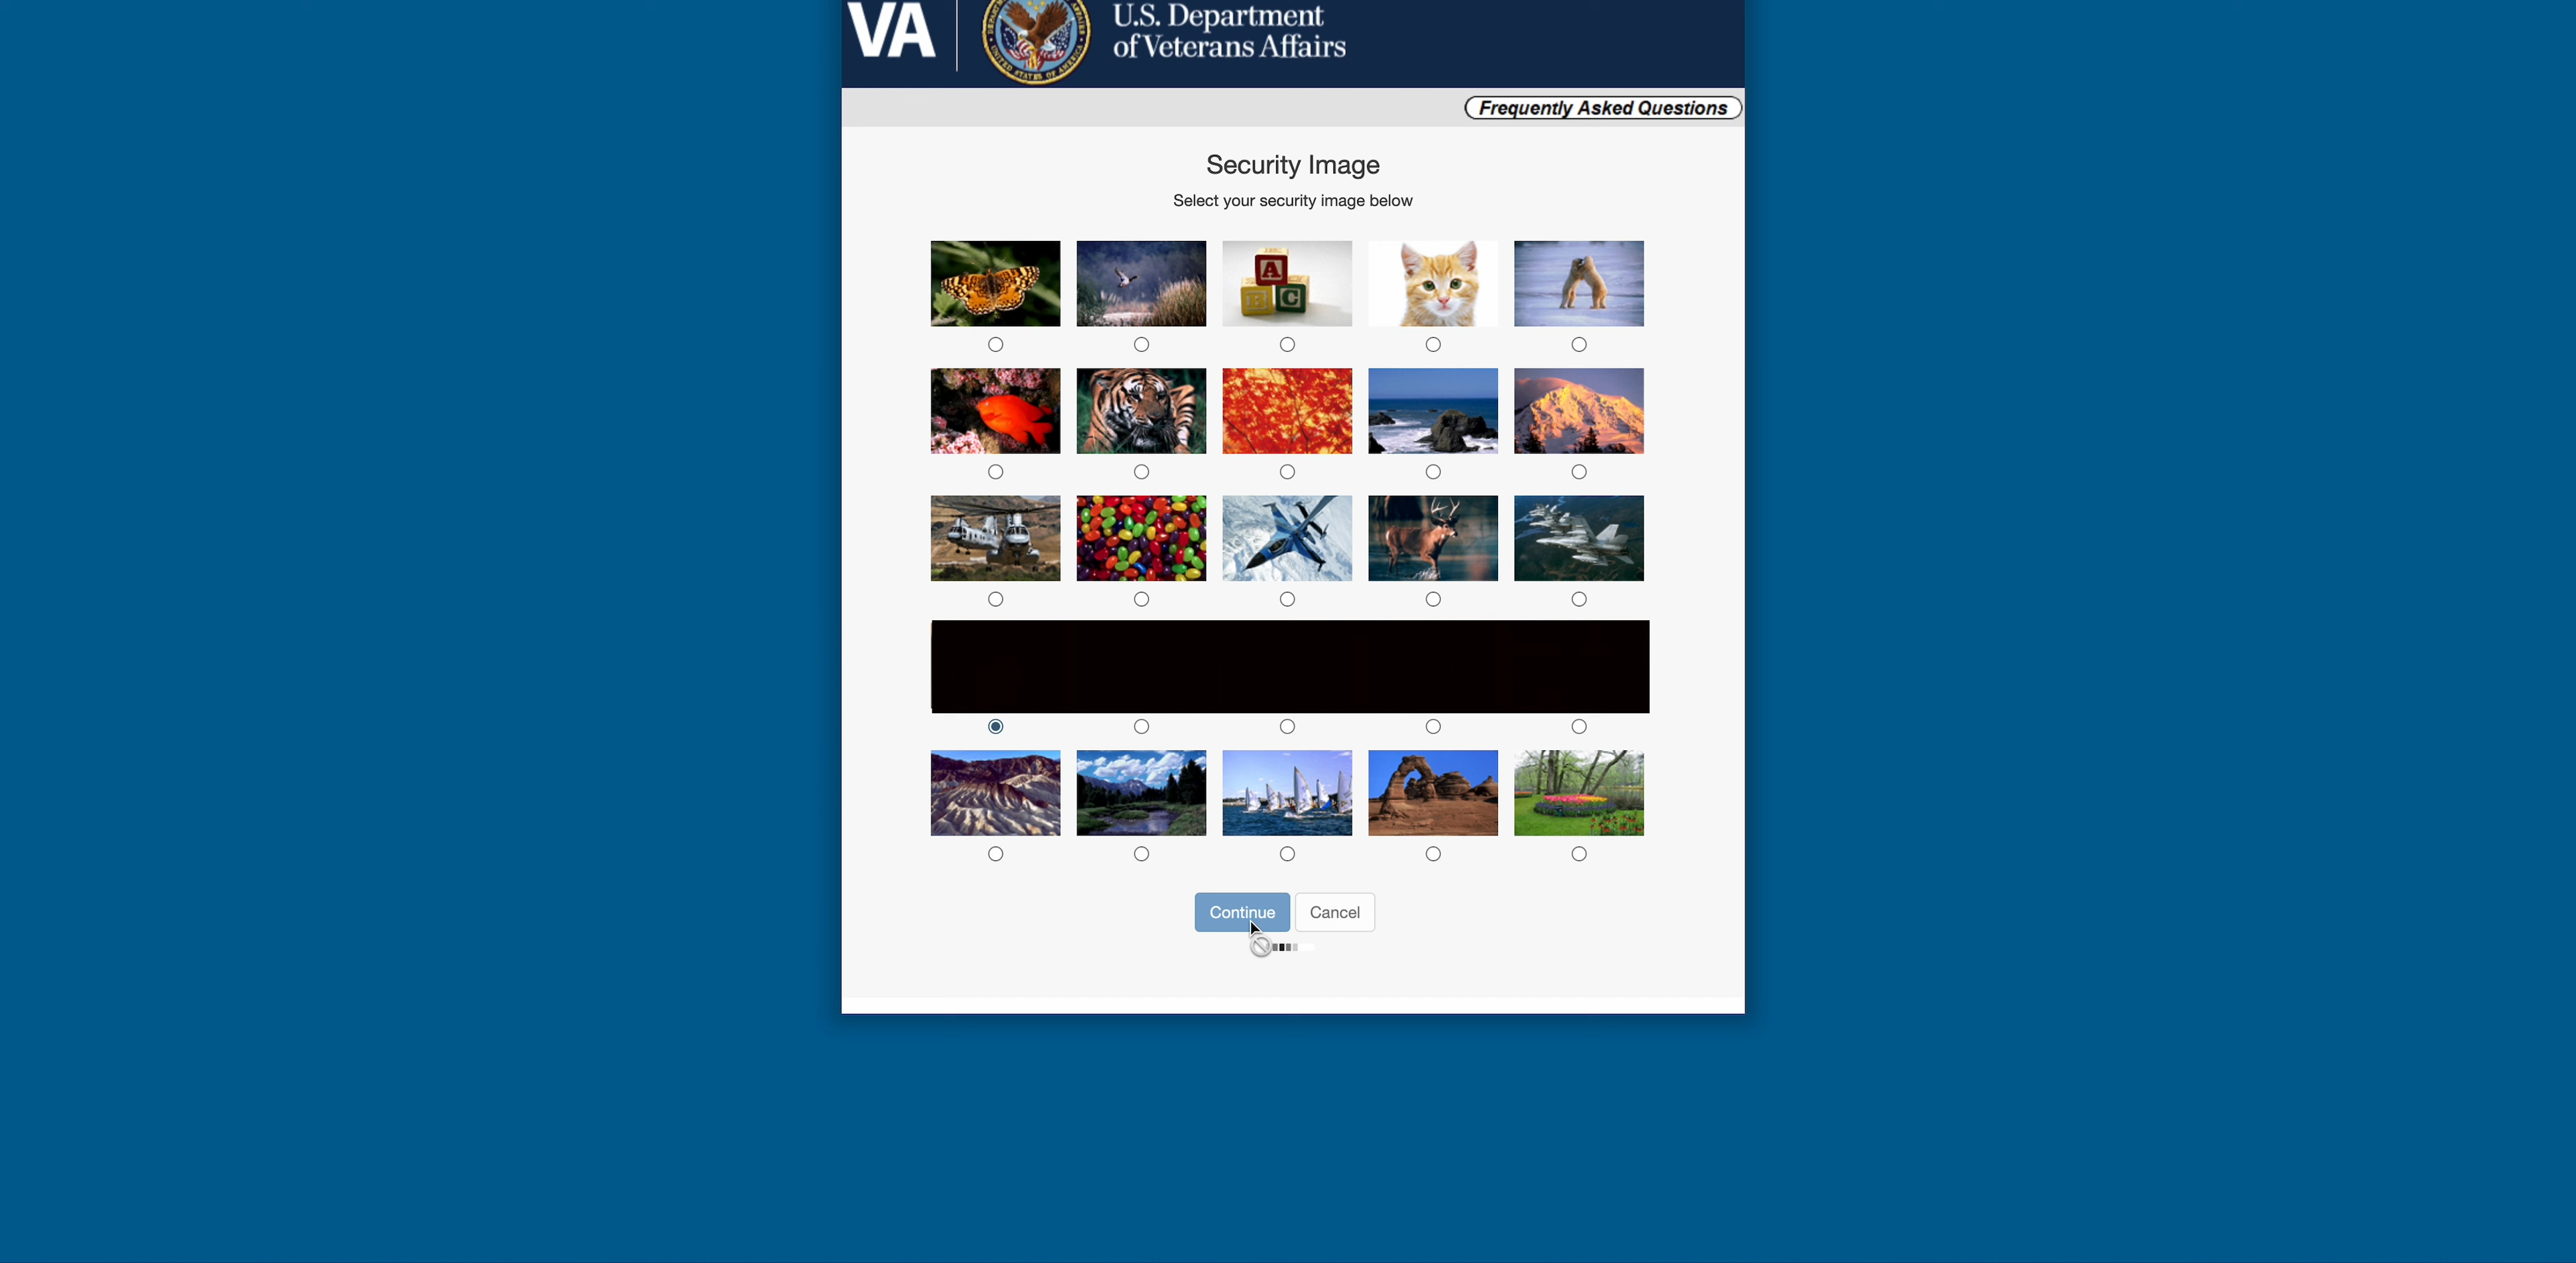 VA
U.S. Department
of Veterans Affairs
Frequently Asked Questions
Security Image
Select your security image below
A
B C
Continue
Cancel